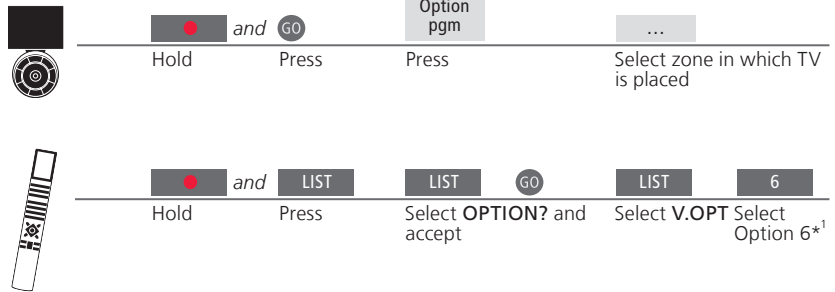 Option
pgm
and GO
...
Hold Press Press Select zone in which TV
is placed
and LIST LIST GO LIST 6
Hold Press Select OPTION? and Select V.OPT Select
accept Option 6*1